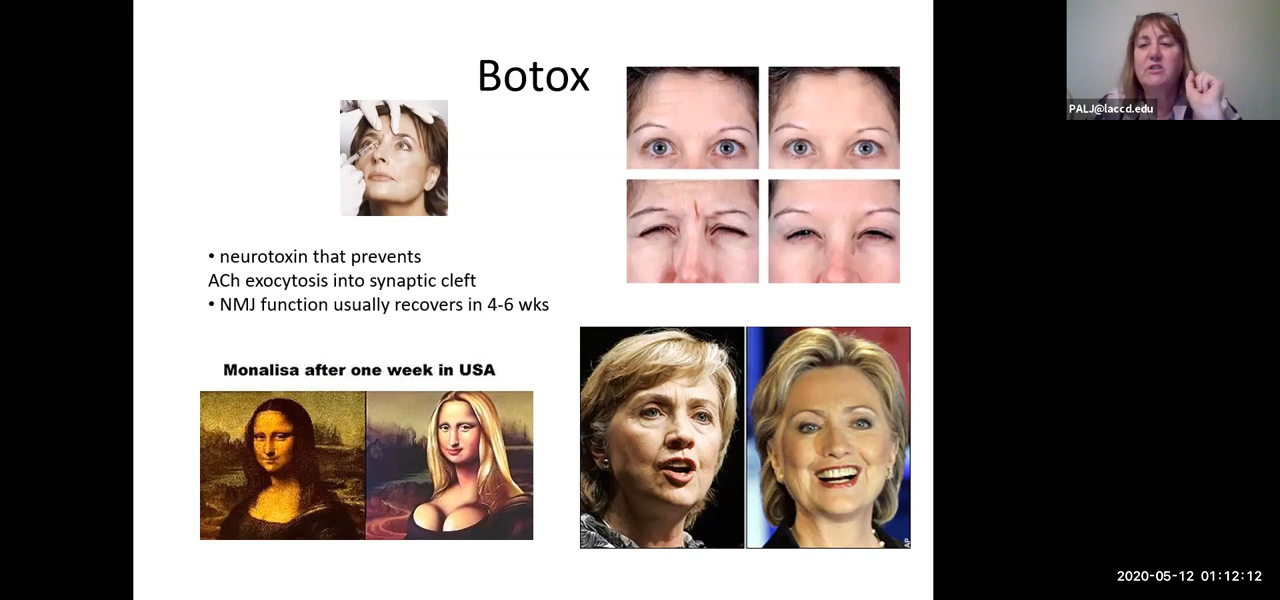 Botox
PALJ@laccd.edu
• neurotoxin that prevents
ACh exocytosis into synaptic cleft
• NMJ function usually recovers in 4-6 wks
Monalisa after one week in USA
AP
2020-05-12 01:12:12